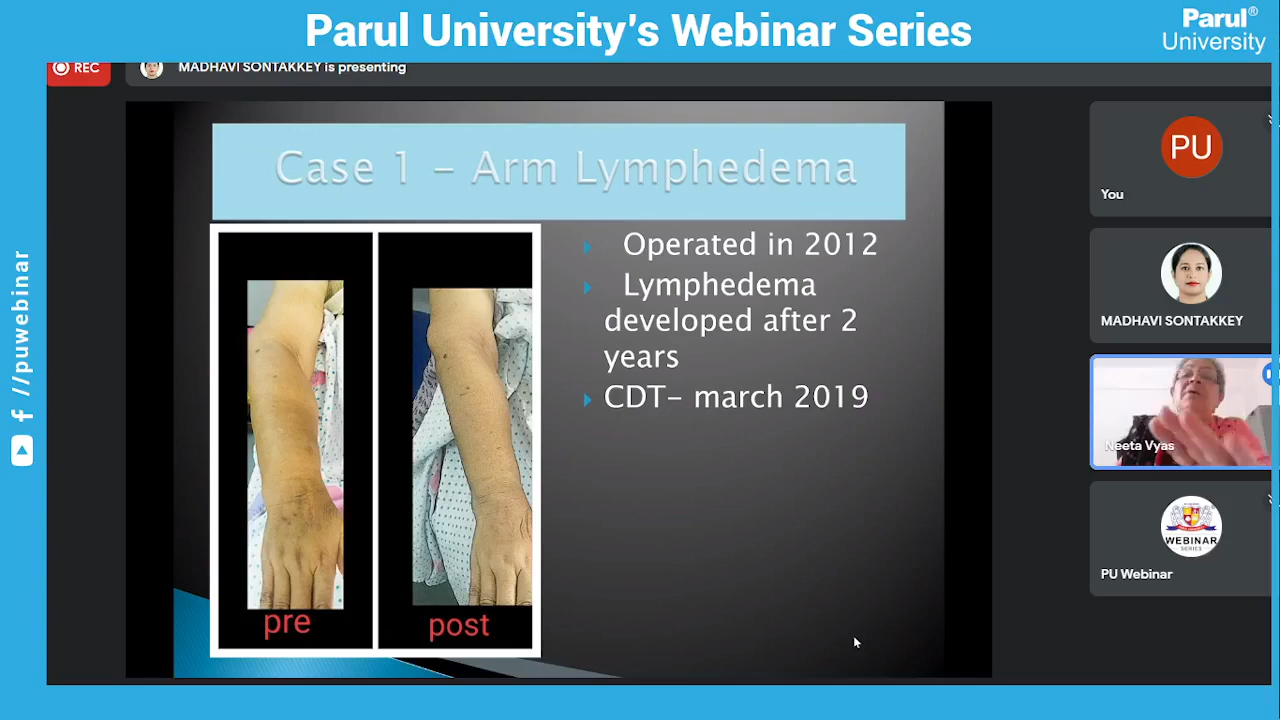 Parul University's Webinar Series
Parul®
University
REC
MADHAVI SONTAKKEY is presenting
Case 1 – Arm Lymphedema
Operated in 2012
Lymphedema
developed after 2
years
CDT- march 2019
pre
post
PU
You
MADHAVI SONTAKKEY
Neeta Vyas
WEBINAR
SERIES
PU Webinar
//puwebinar